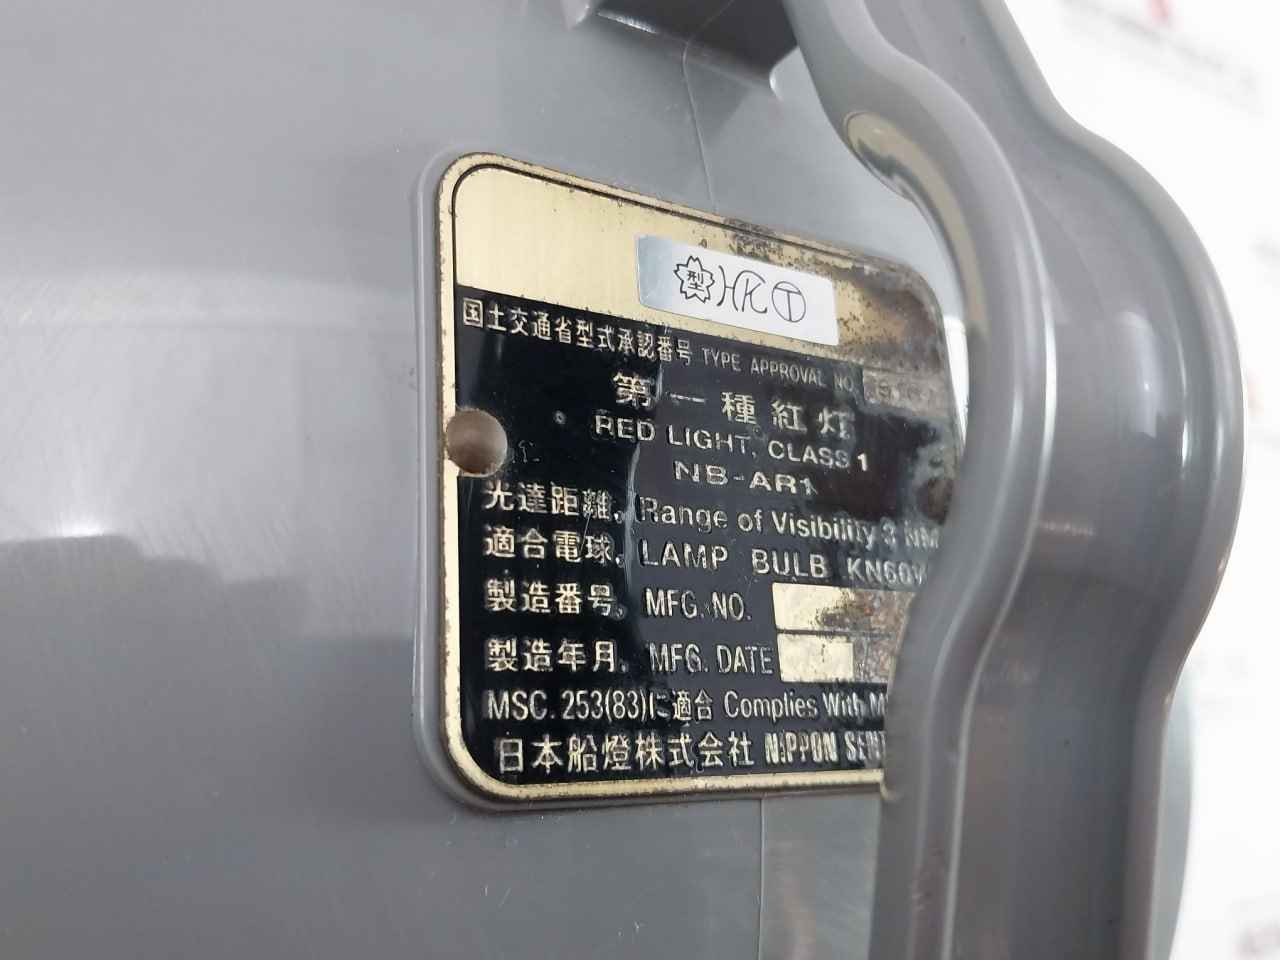 型 HK T
国土交通省型式承認番号 TYPE APPROVAL NO.
第一種紅灯
RED LIGHT, CLASS 1
NB-AR1
光達距離。Range of Visibility 3 NM
適合電球。LAMP BULB KN60W
製造番号。MFG. NO.
製造年月。MFG. DATE
MSC. 253(83)に適合 Complies With
日本船燈株式会社 NIPPON